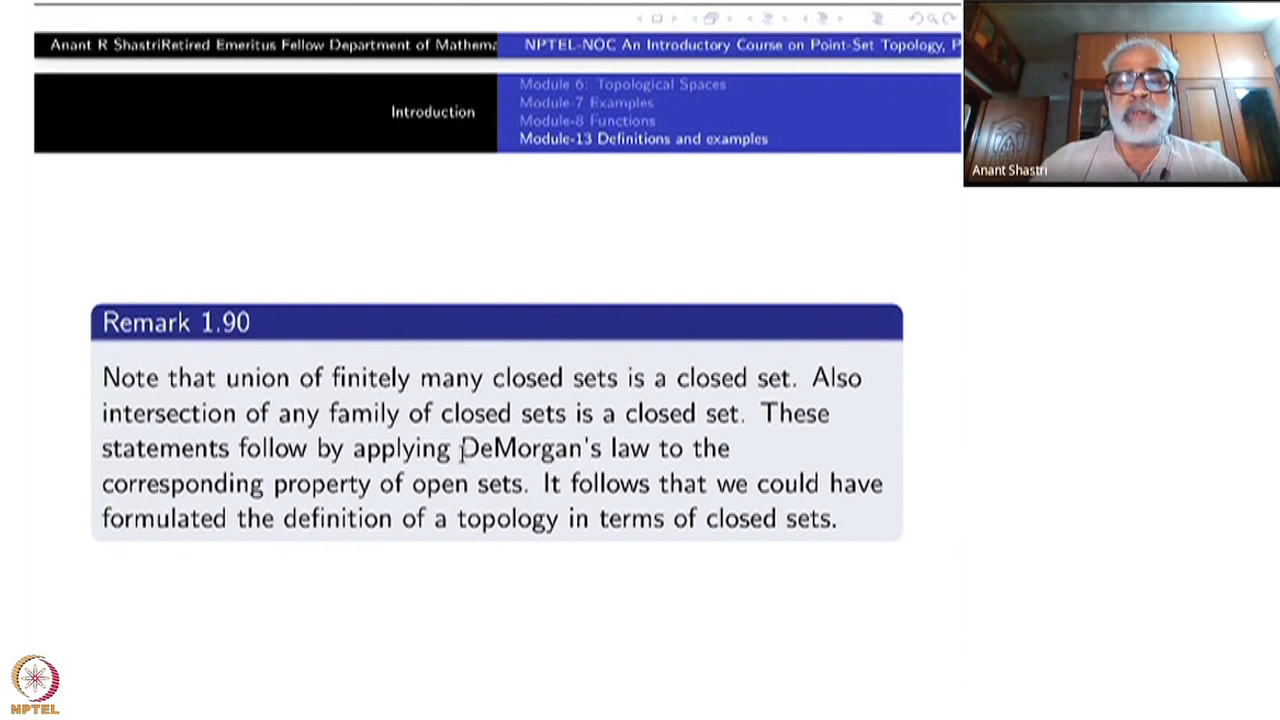 Anant R ShastriRetired Emeritus Fellow Department of Mathema
NPTEL-NOC An Introductory Course on Point-Set Topology, P
Introduction
Module 6: Topological Spaces
Module-7 Examples
Module-8 Functions
Module-13 Definitions and examples
Anant Shastri
Remark 1.90
Note that union of finitely many closed sets is a closed set. Also
intersection of any family of closed sets is a closed set. These
statements follow by applying DeMorgan's law to the
corresponding property of open sets. It follows that we could have
formulated the definition of a topology in terms of closed sets.
NPTEL